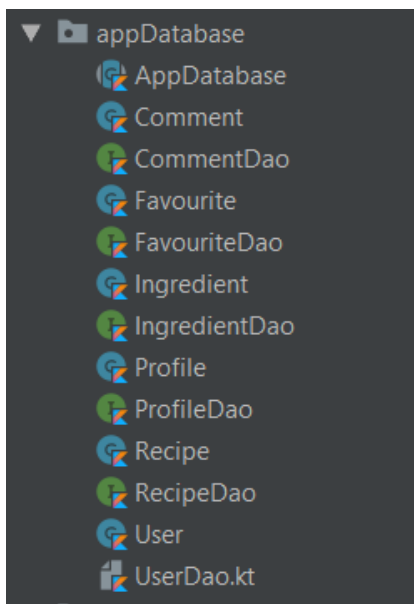 appDatabase
AppDatabase
Comment
CommentDao
Favourite
FavouriteDao
Ingredient
IngredientDao
Profile
ProfileDao
Recipe
RecipeDao
User
UserDao.kt